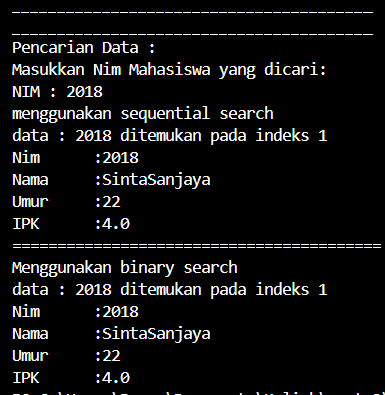 ________________________________________
________________________________________
Pencarian Data :
Masukkan Nim Mahasiswa yang dicari:
NIM : 2018
menggunakan sequential search
data : 2018 ditemukan pada indeks 1
Nim      :2018
Nama     :SintaSanjaya
Umur     :22
IPK      :4.0
=========================================
Menggunakan binary search
data : 2018 ditemukan pada indeks 1
Nim      :2018
Nama     :SintaSanjaya
Umur     :22
IPK      :4.0